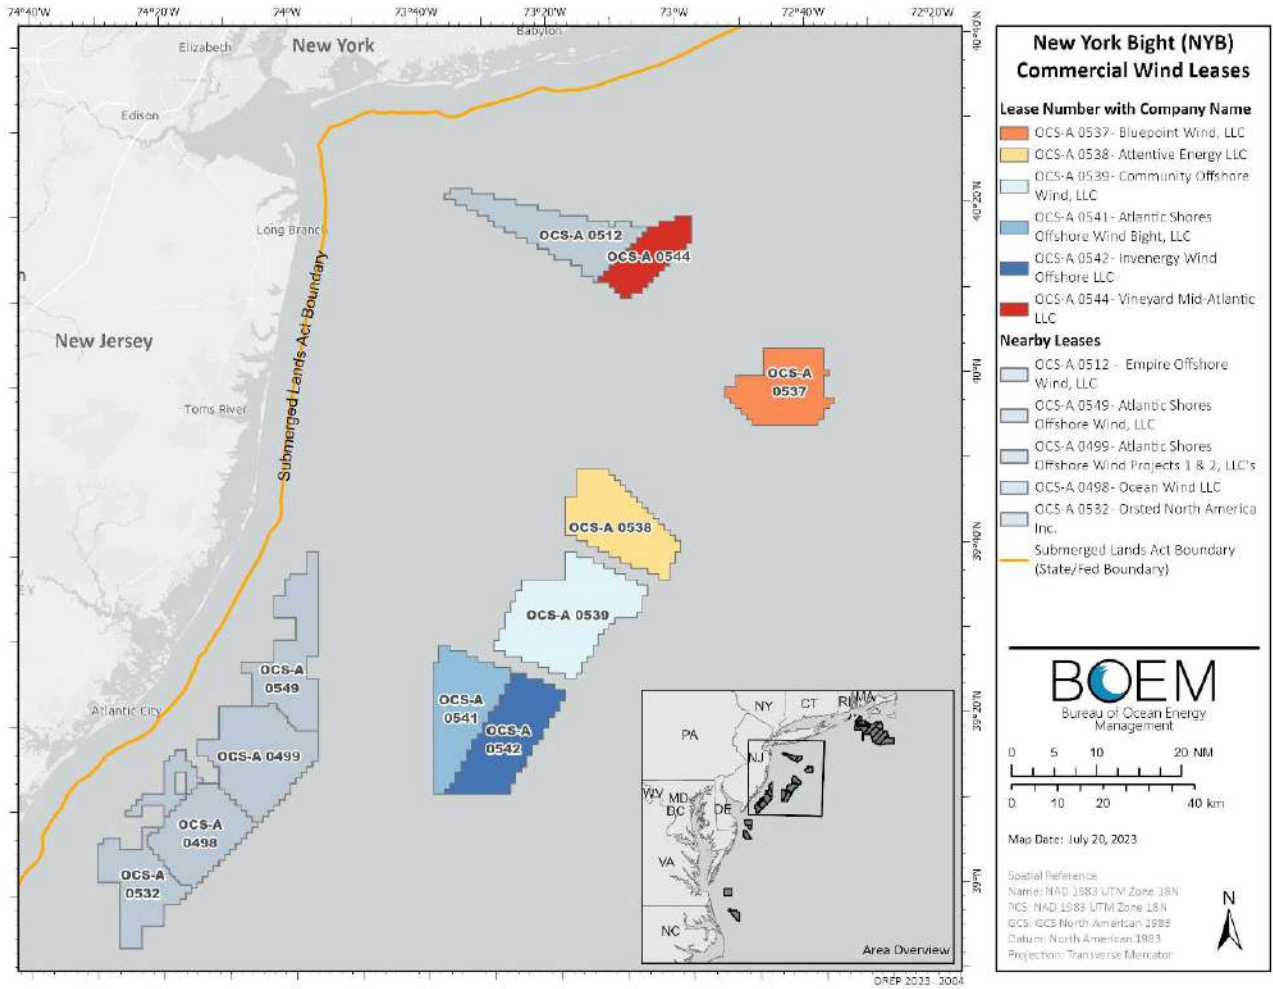 74°40'W 74°20'W 74°W 73°40'W 73°20'W 73°W 72°40'W 72°20'W
New York Bight (NYB)
Commercial Wind Leases
Lease Number with Company Name
OCS-A 0537- Bluepoint Wind, LLC
OCS-A 0538- Attentive Energy LLC
OCS-A 0539- Community Offshore
Wind, LLC
OCS-A 0541- Atlantic Shores
Offshore Wind Bight, LLC
OCS-A 0542- Invenergy Wind
Offshore LLC
OCS-A 0544- Vineyard Mid-Atlantic
LLC
Nearby Leases
OCS-A 0512 - Empire Offshore
Wind, LLC
OCS-A 0549- Atlantic Shores
Offshore Wind, LLC
OCS-A 0499- Atlantic Shores
Offshore Wind Projects 1 & 2, LLC's
OCS-A 0498- Ocean Wind LLC
OCS-A 0532- Orsted North America
Inc.
Submerged Lands Act Boundary
(State/Fed Boundary)
BOEM
Bureau of Ocean Energy
Management
0 5 10 20 NM
0 10 20 40 km
Map Date: July 20, 2023
Spatial Reference
Name: NAD 1983 UTM Zone 18N
PCS: NAD 1983 UTM Zone 18N
GCS: GCS North American 1983
Datum: North American 1983
Projection: Transverse Mercator
N
Babylon
New York
Elizabeth
Edison
Long Branch
New Jersey
Toms River
Atlantic City
Submerged Lands Act Boundary
OCS-A 0512
OCS-A 0544
OCS-A
0537
OCS-A 0538
OCS-A 0539
OCS-A
0541
OCS-A
0542
OCS-A
0549
OCS-A 0499
OCS-A
0498
OCS-A
0532
40°40'N
40°20'N
40°N
39°40'N
39°20'N
39°N
NY
CT
RI
MA
PA
NJ
WV
MD
DC
DE
VA
NC
Area Overview
OREP 2023- 2004